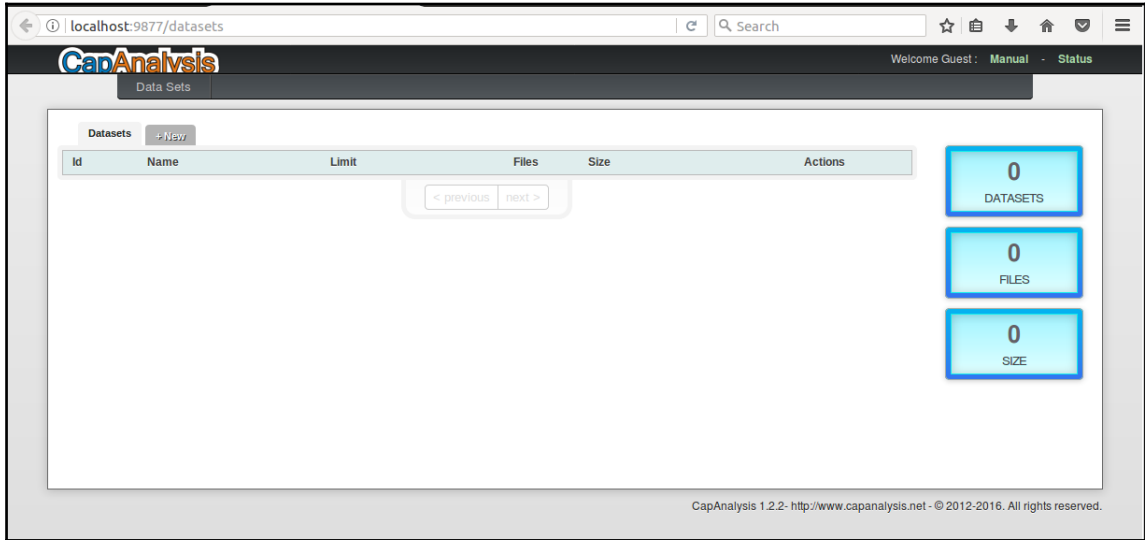 localhost:9877/datasets
Search
CapAnalysis
Welcome Guest : Manual - Status
Data Sets
Datasets
+ New
Id Name Limit Files Size Actions
< previous next >
0
DATASETS
0
FILES
0
SIZE
CapAnalysis 1.2.2- http://www.capanalysis.net - © 2012-2016. All rights reserved.